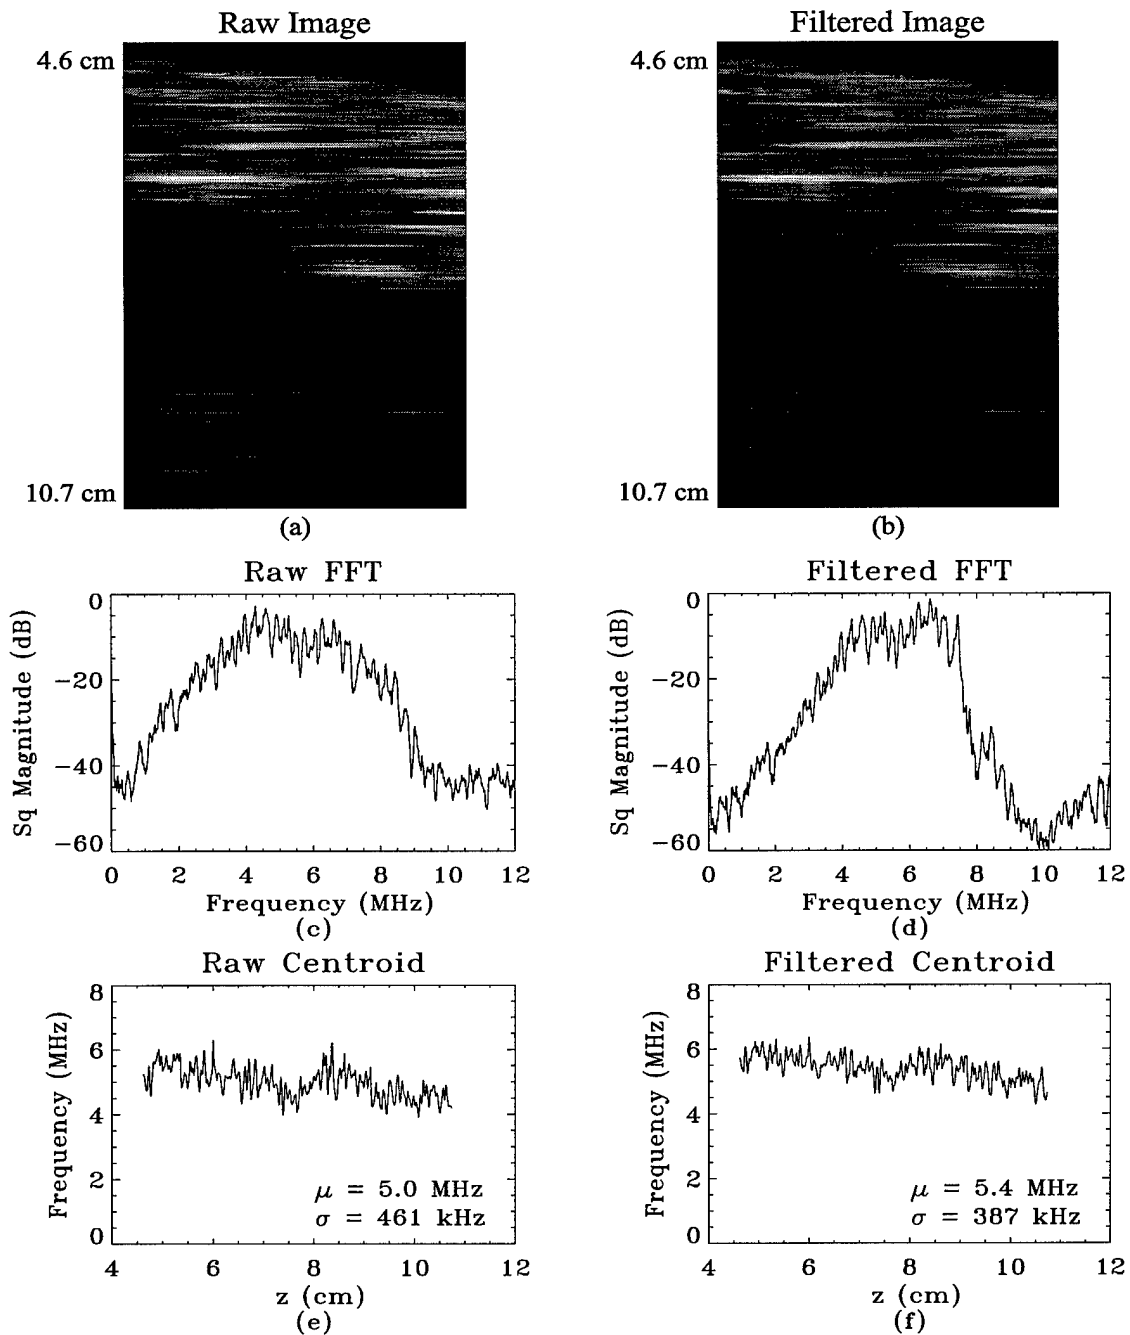 Raw Image
Filtered Image
4.6 cm
4.6 cm
10.7 cm
10.7 cm
(a)
(b)
Raw FFT
Filtered FFT
Sq Magnitude (dB)
0
−20
−40
−60
0 2 4 6 8 10 12
Frequency (MHz)
(c)
Sq Magnitude (dB)
0
−20
−40
−60
0 2 4 6 8 10 12
Frequency (MHz)
(d)
Raw Centroid
Filtered Centroid
Frequency (MHz)
8
6
4
2
0
μ = 5.0 MHz
σ = 461 kHz
4 6 8 10 12
z (cm)
(e)
Frequency (MHz)
8
6
4
2
0
μ = 5.4 MHz
σ = 387 kHz
4 6 8 10 12
z (cm)
(f)